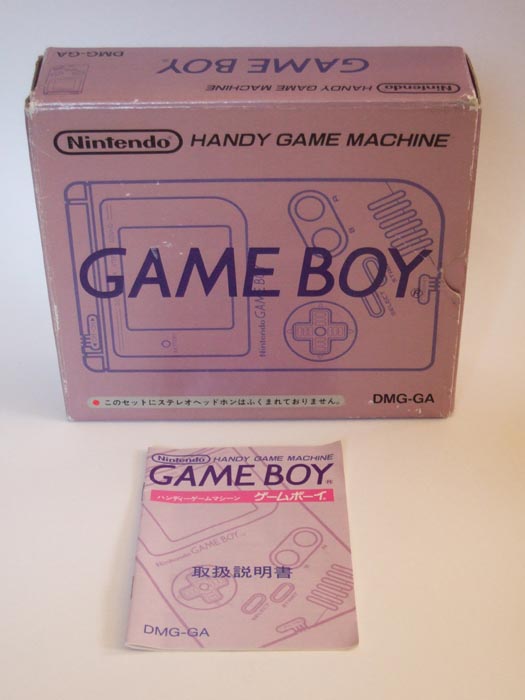 DMG-GA
GAME BOY
Nintendo HANDY GAME MACHINE
Nintendo HANDY GAME MACHINE
GAME BOY®
Nintendo GAME BOY
SELECT
START
●このセットにステレオヘッドホンはふくまれておりません。
DMG-GA
Nintendo HANDY GAME MACHINE
GAME BOY®
ハンディーゲームマシーン ゲームボーイ®
Nintendo GAME BOY
取扱説明書
DMG-GA